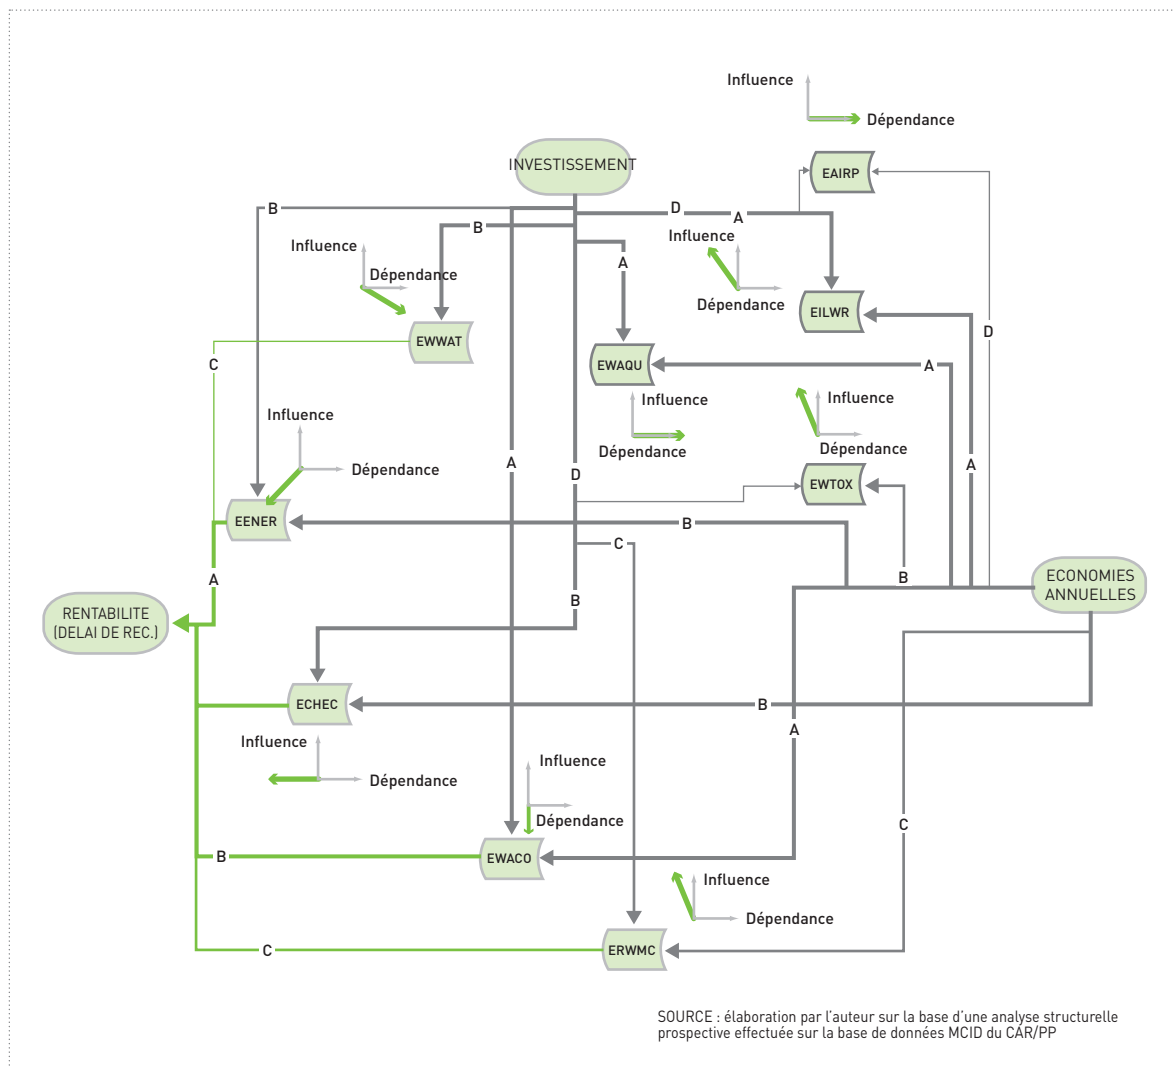 Influence
Dépendance
INVESTISSEMENT
EAIRP
B
D
A
B
Influence
Influence
A
Dépendance
Dépendance
EILWR
EWWAT
D
C
EWAQU
A
Influence
Influence
Influence
Dépendance
Dépendance
Dépendance
A
D
A
EWTOX
EENER
B
C
A
B
ECONOMIES
ANNUELLES
B
RENTABILITE
(DELAI DE REC.)
ECHEC
B
A
Influence
Dépendance
Influence
Dépendance
C
B
EWACO
Influence
Dépendance
C
ERWMC
SOURCE : élaboration par l'auteur sur la base d'une analyse structurelle
prospective effectuée sur la base de données MCID du CAR/PP